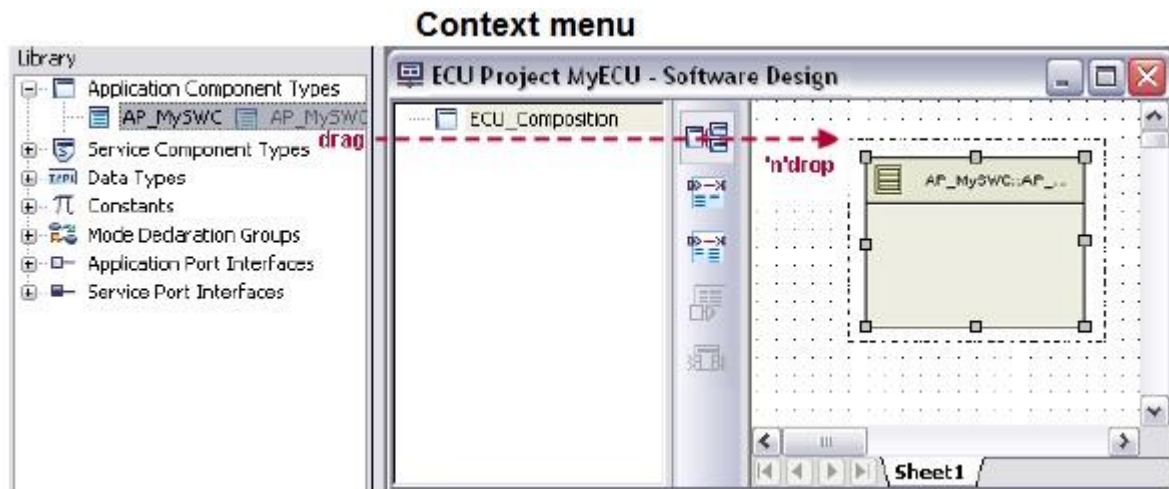 Context menu
Library
Application Component Types
AP_MySWC AP_MySWC
Service Component Types
Data Types
Constants
Mode Declaration Groups
Application Port Interfaces
Service Port Interfaces
drag
ECU Project MyECU - Software Design
ECU_Composition
'n'drop
AP_MySWC::AP_...
Sheet1